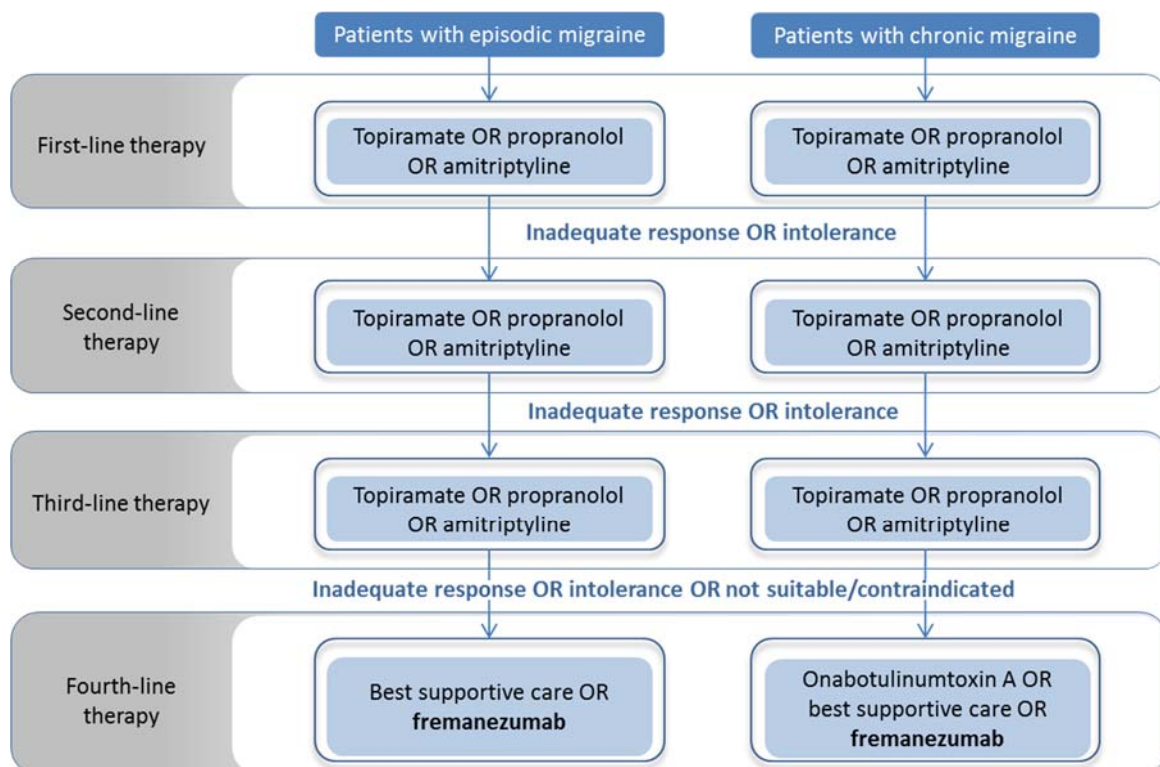 Patients with episodic migraine
Patients with chronic migraine
First-line therapy
Topiramate OR propranolol
OR amitriptyline
Topiramate OR propranolol
OR amitriptyline
Inadequate response OR intolerance
Second-line
therapy
Topiramate OR propranolol
OR amitriptyline
Topiramate OR propranolol
OR amitriptyline
Inadequate response OR intolerance
Third-line therapy
Topiramate OR propranolol
OR amitriptyline
Topiramate OR propranolol
OR amitriptyline
Inadequate response OR intolerance OR not suitable/contraindicated
Fourth-line
therapy
Best supportive care OR
fremanezumab
Onabotulinumtoxin A OR
best supportive care OR
fremanezumab